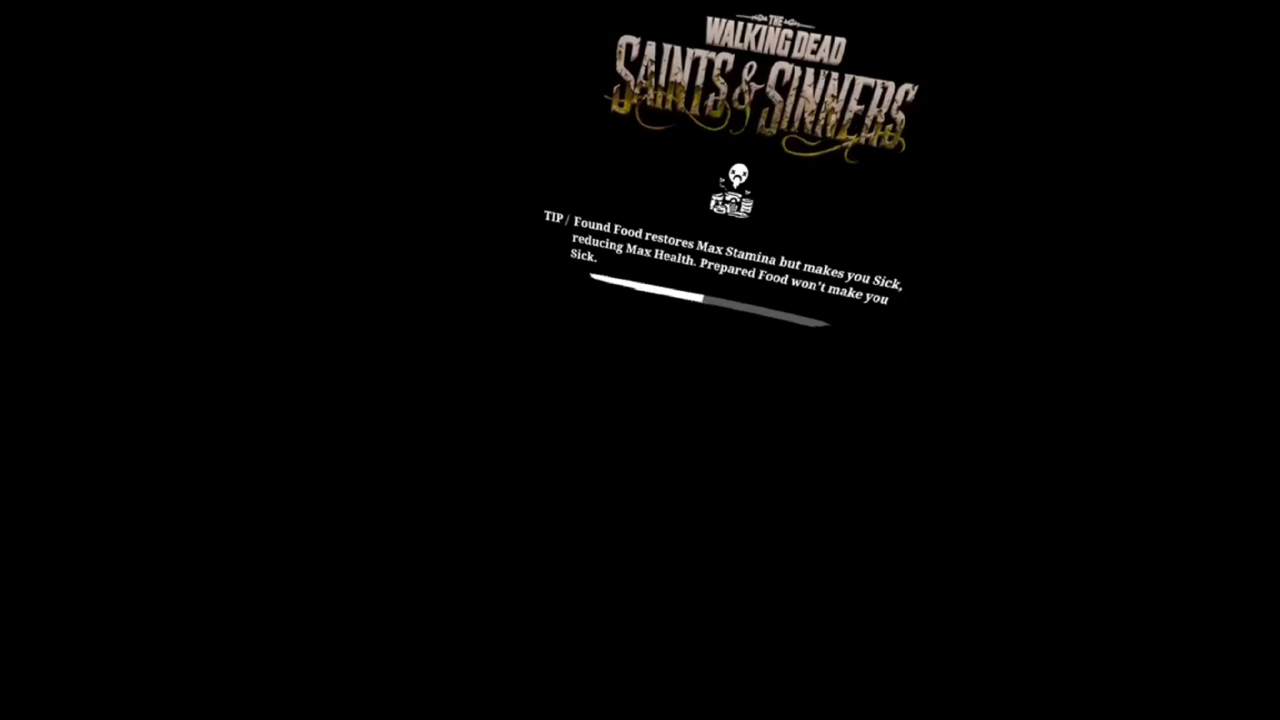 THE
WALKING DEAD
SAINTS & SINNERS
TIP / Found Food restores Max Stamina but makes you Sick,
reducing Max Health. Prepared Food won't make you
Sick.